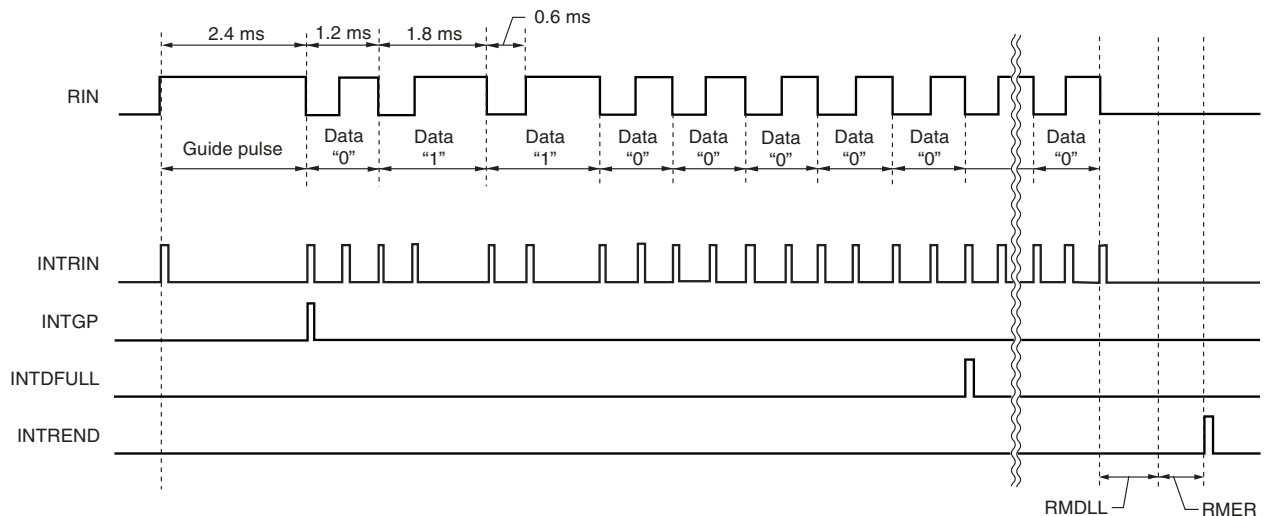 0.6 ms
2.4 ms 1.2 ms 1.8 ms
RIN
Guide pulse
Data "0"
Data "1"
Data "1"
Data "0"
Data "0"
Data "0"
Data "0"
Data "0"
Data "0"
INTRIN
INTGP
INTDFULL
INTREND
RMDLL RMER